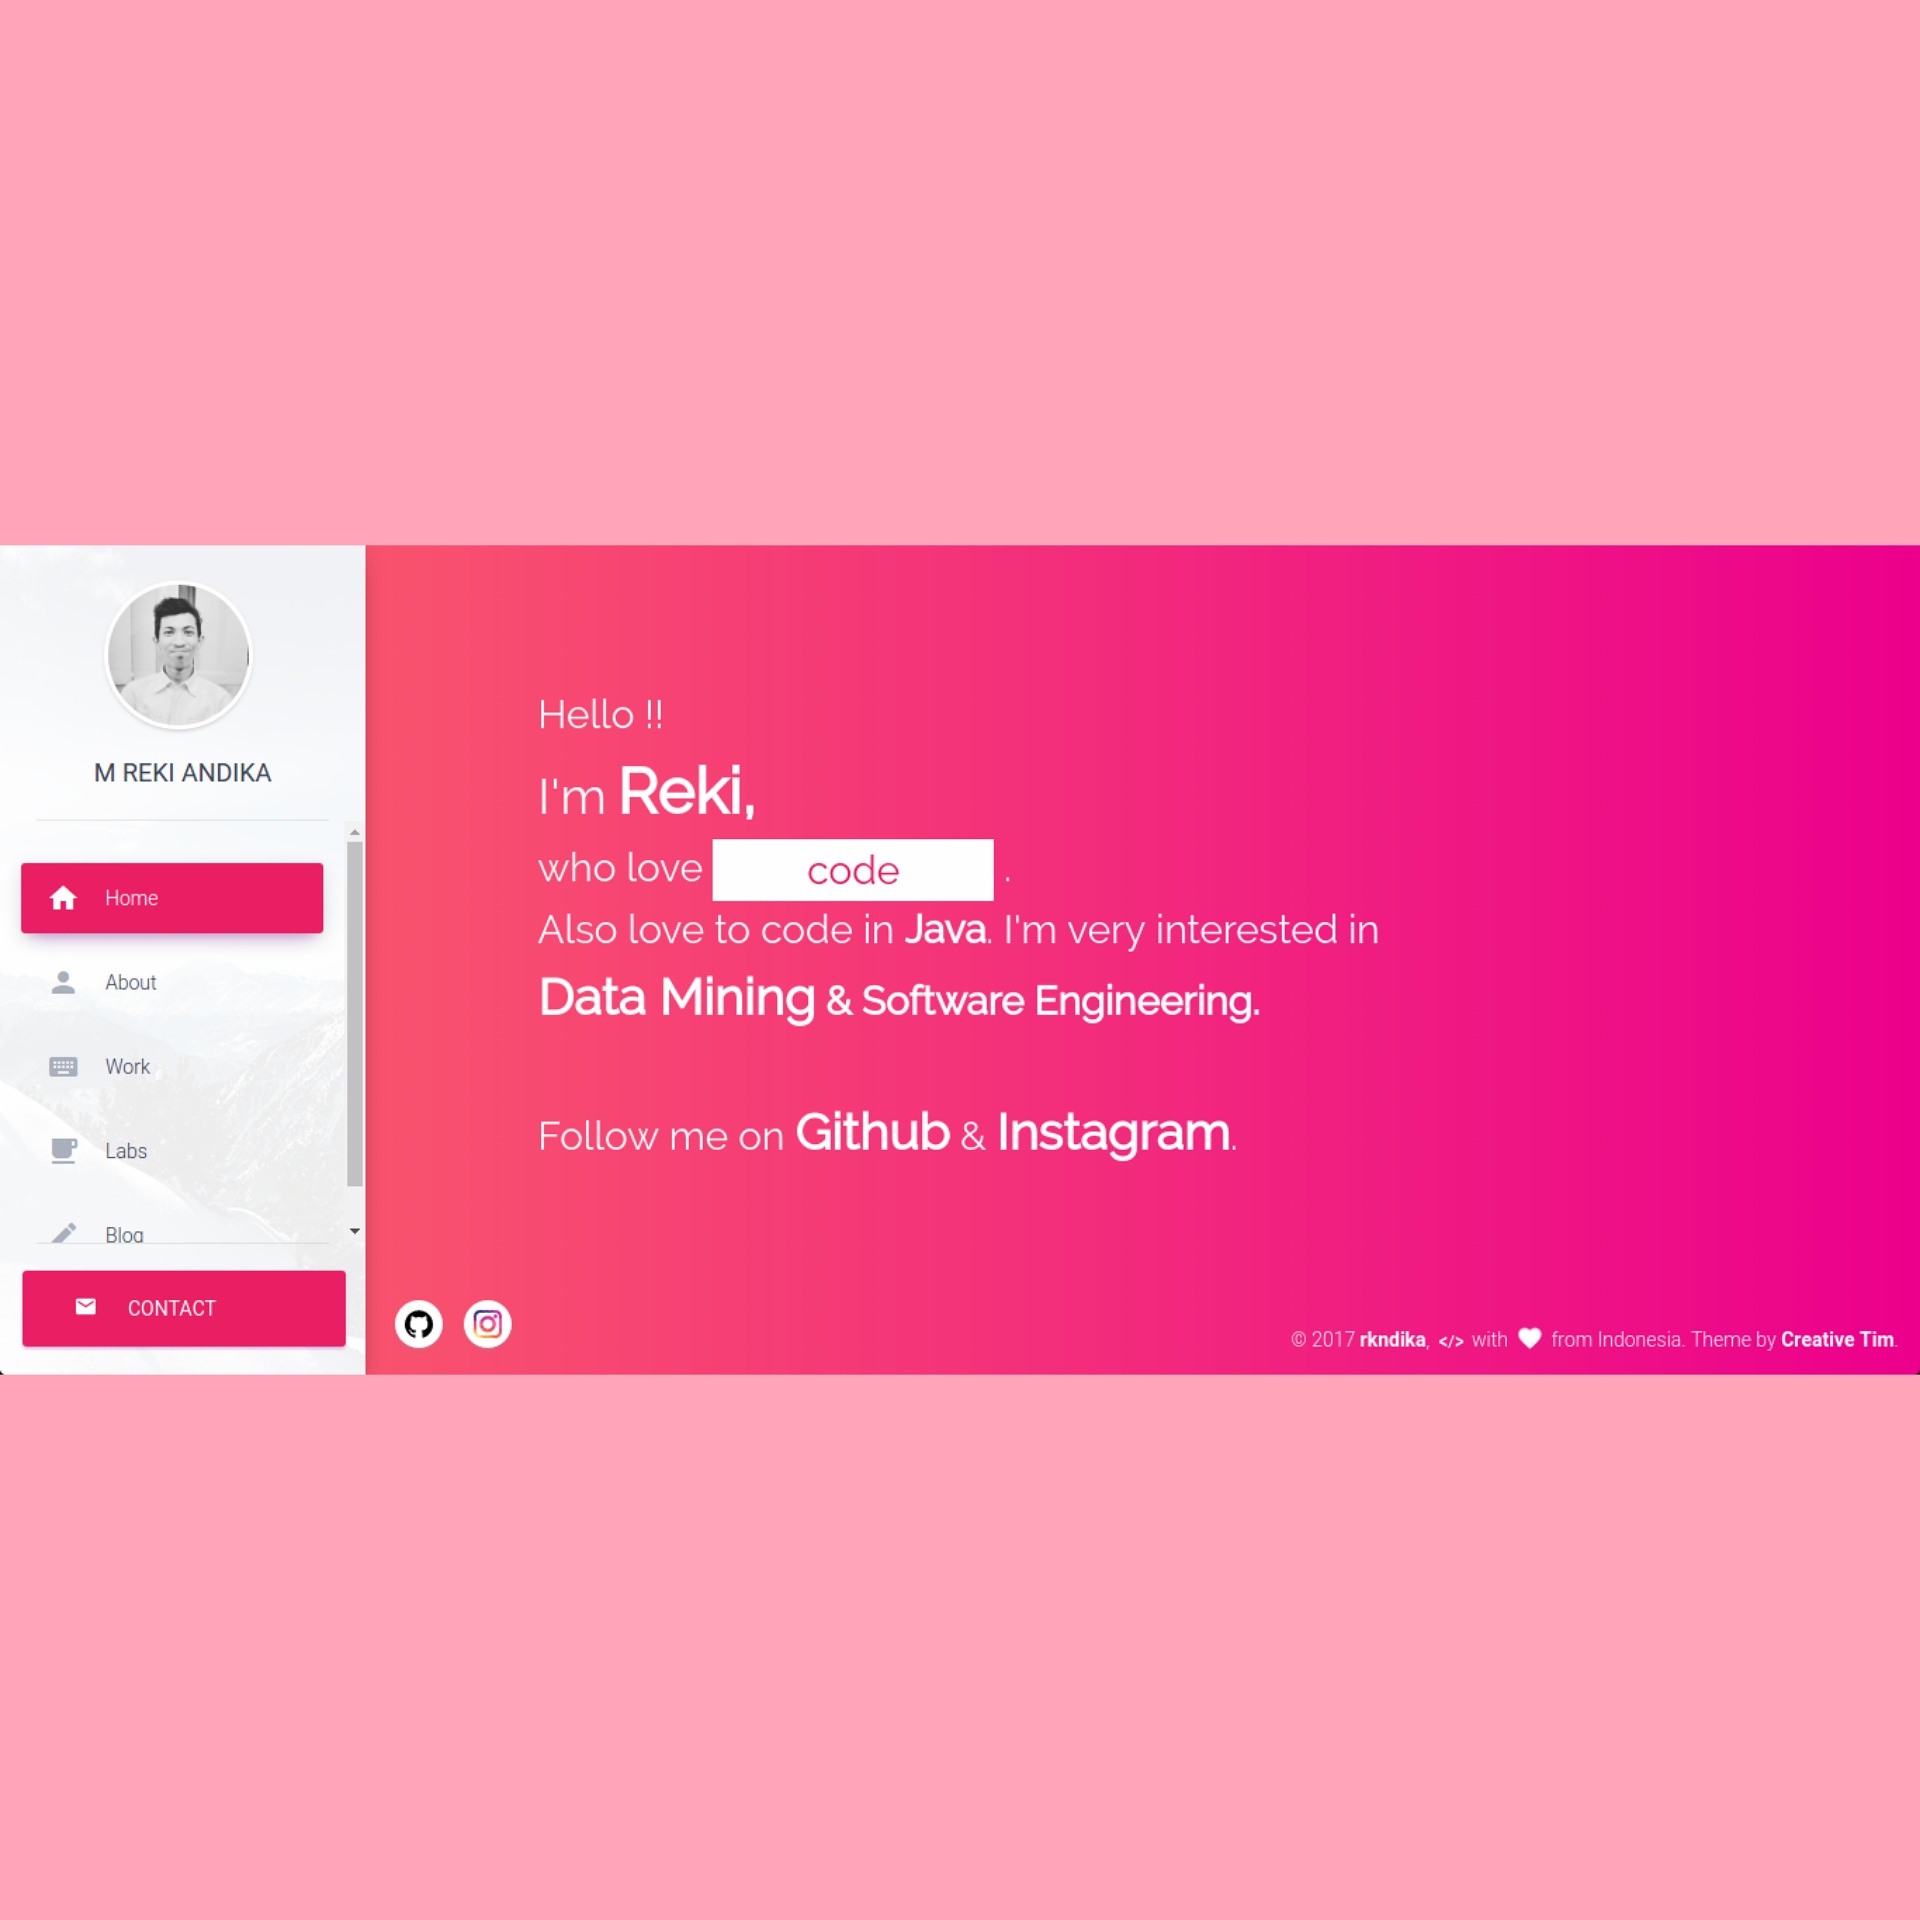 M REKI ANDIKA
Home
About
Work
Labs
Blog
CONTACT
Hello !!
I'm Reki,
who love code .
Also love to code in Java. I'm very interested in
Data Mining & Software Engineering.
Follow me on Github & Instagram.
© 2017 rkndika, </> with from Indonesia. Theme by Creative Tim.